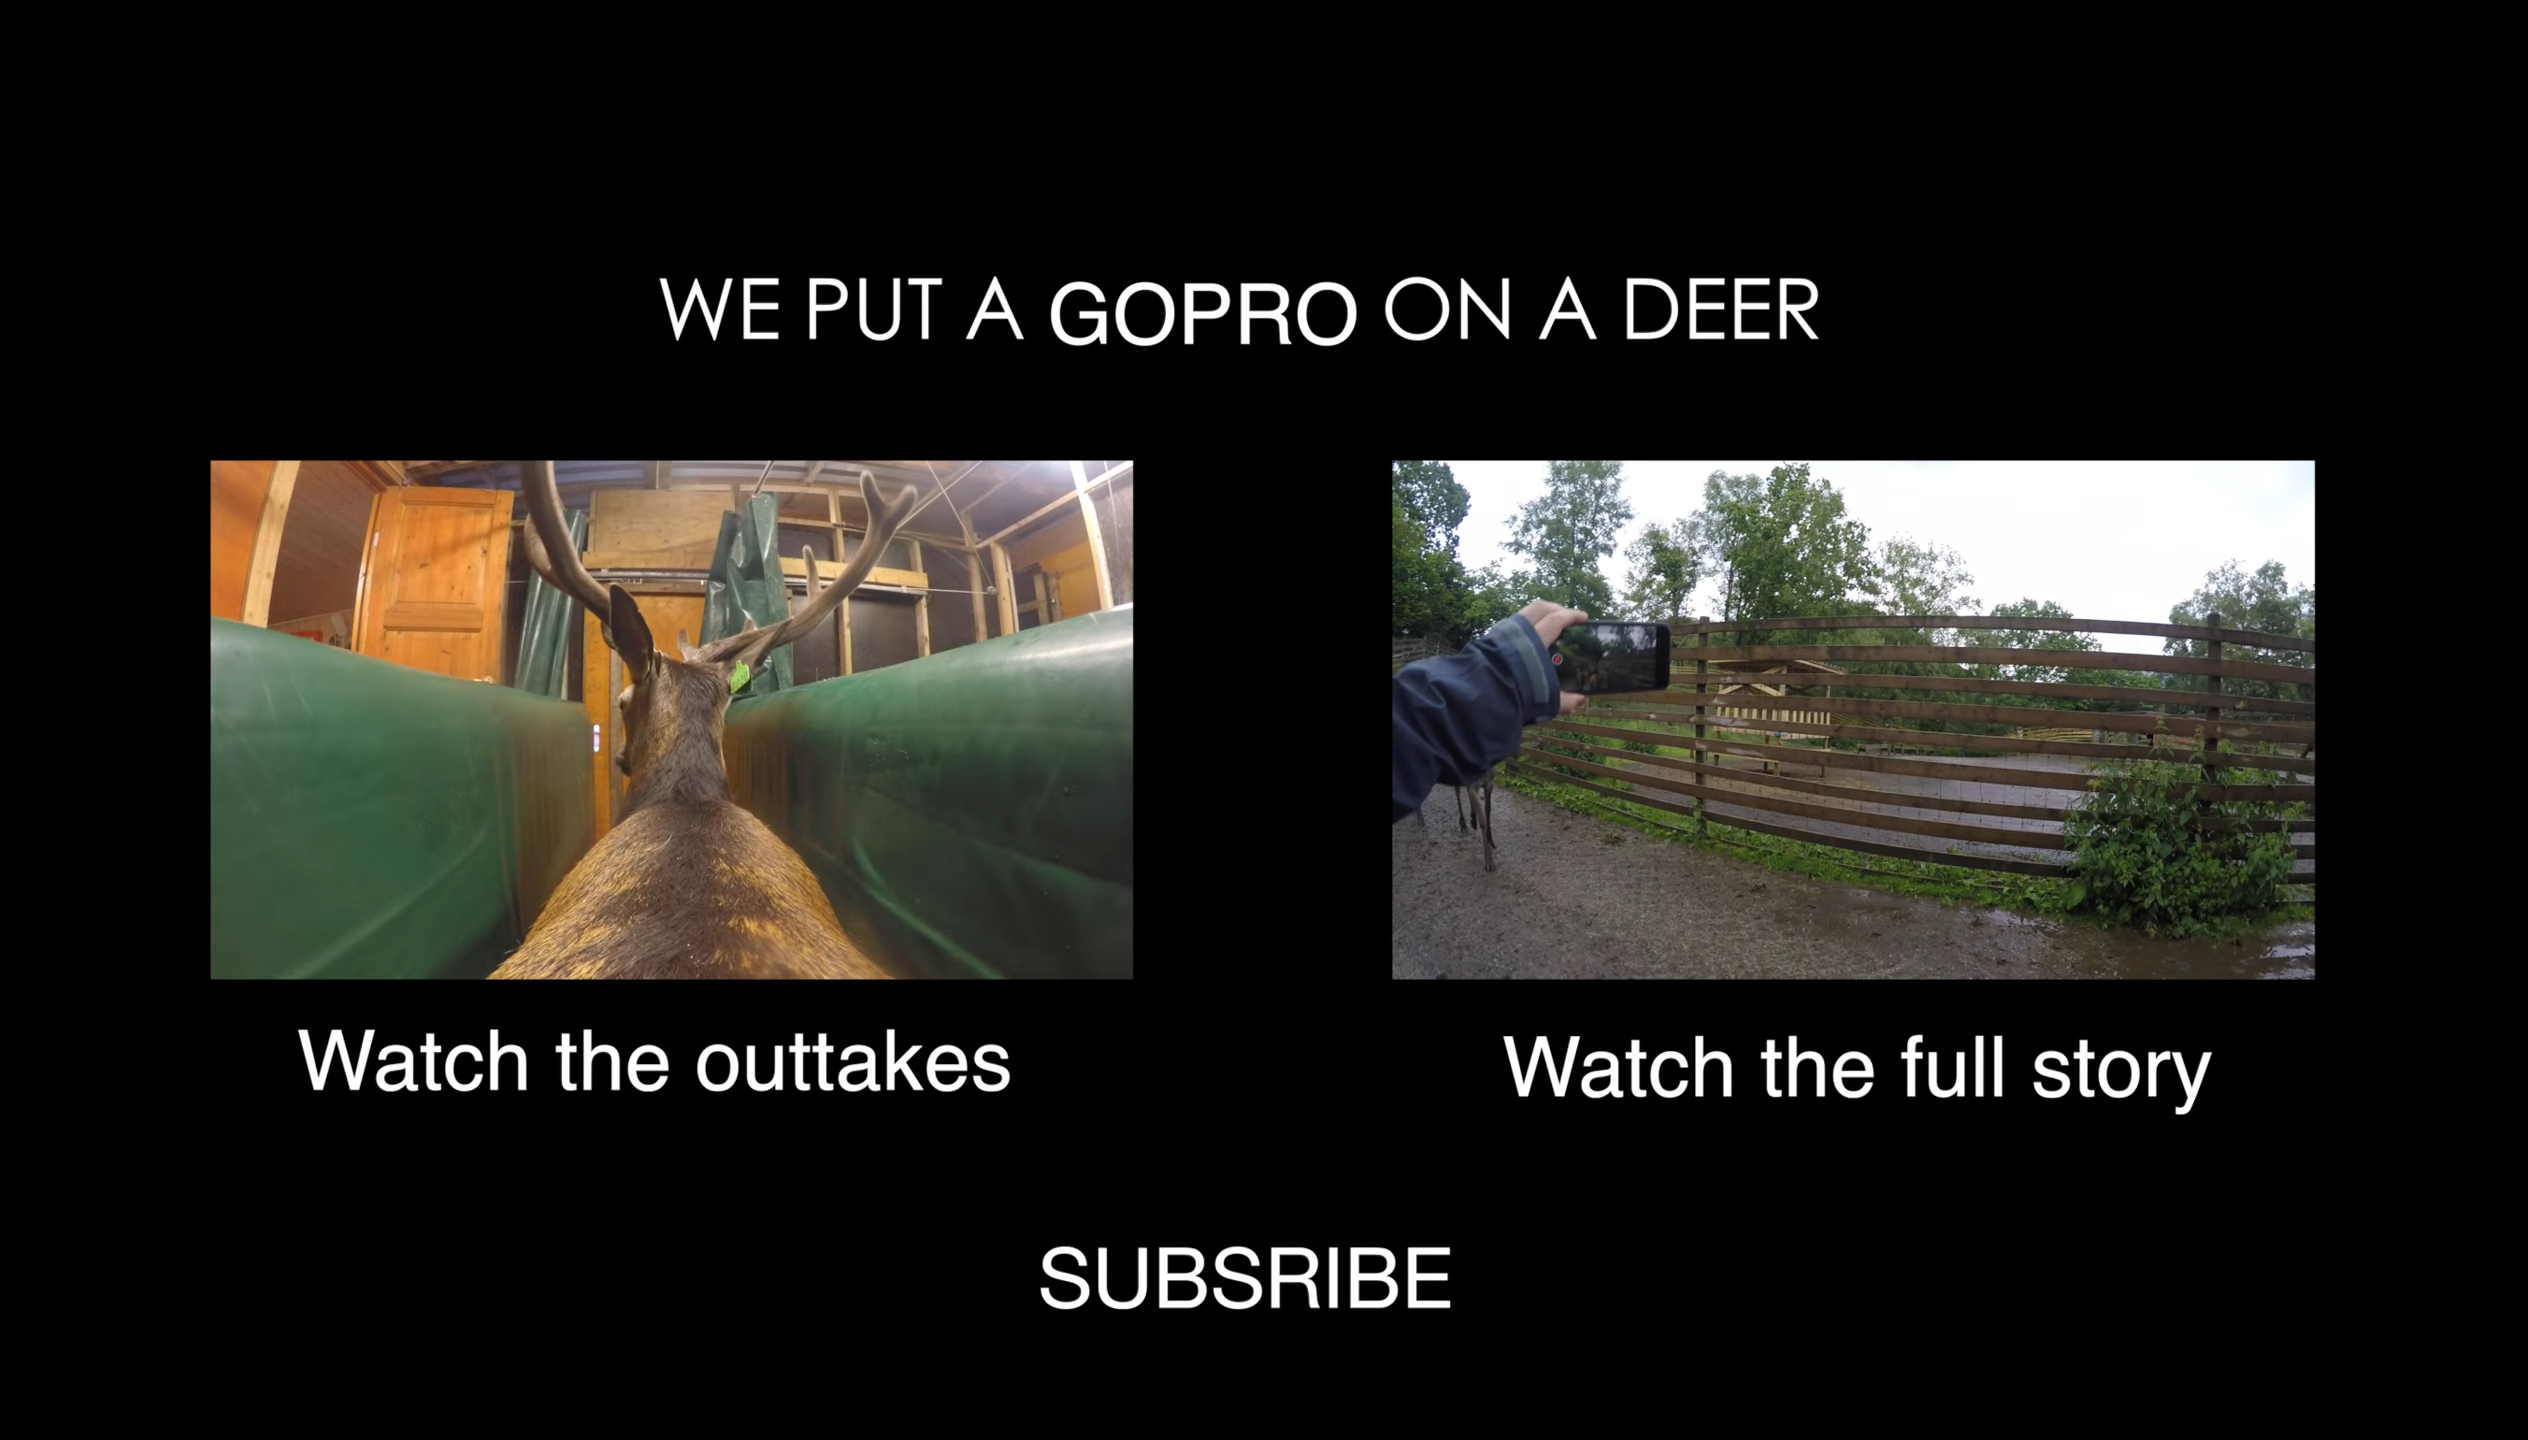 WE PUT A GOPRO ON A DEER
Watch the outtakes
Watch the full story
SUBSRIBE